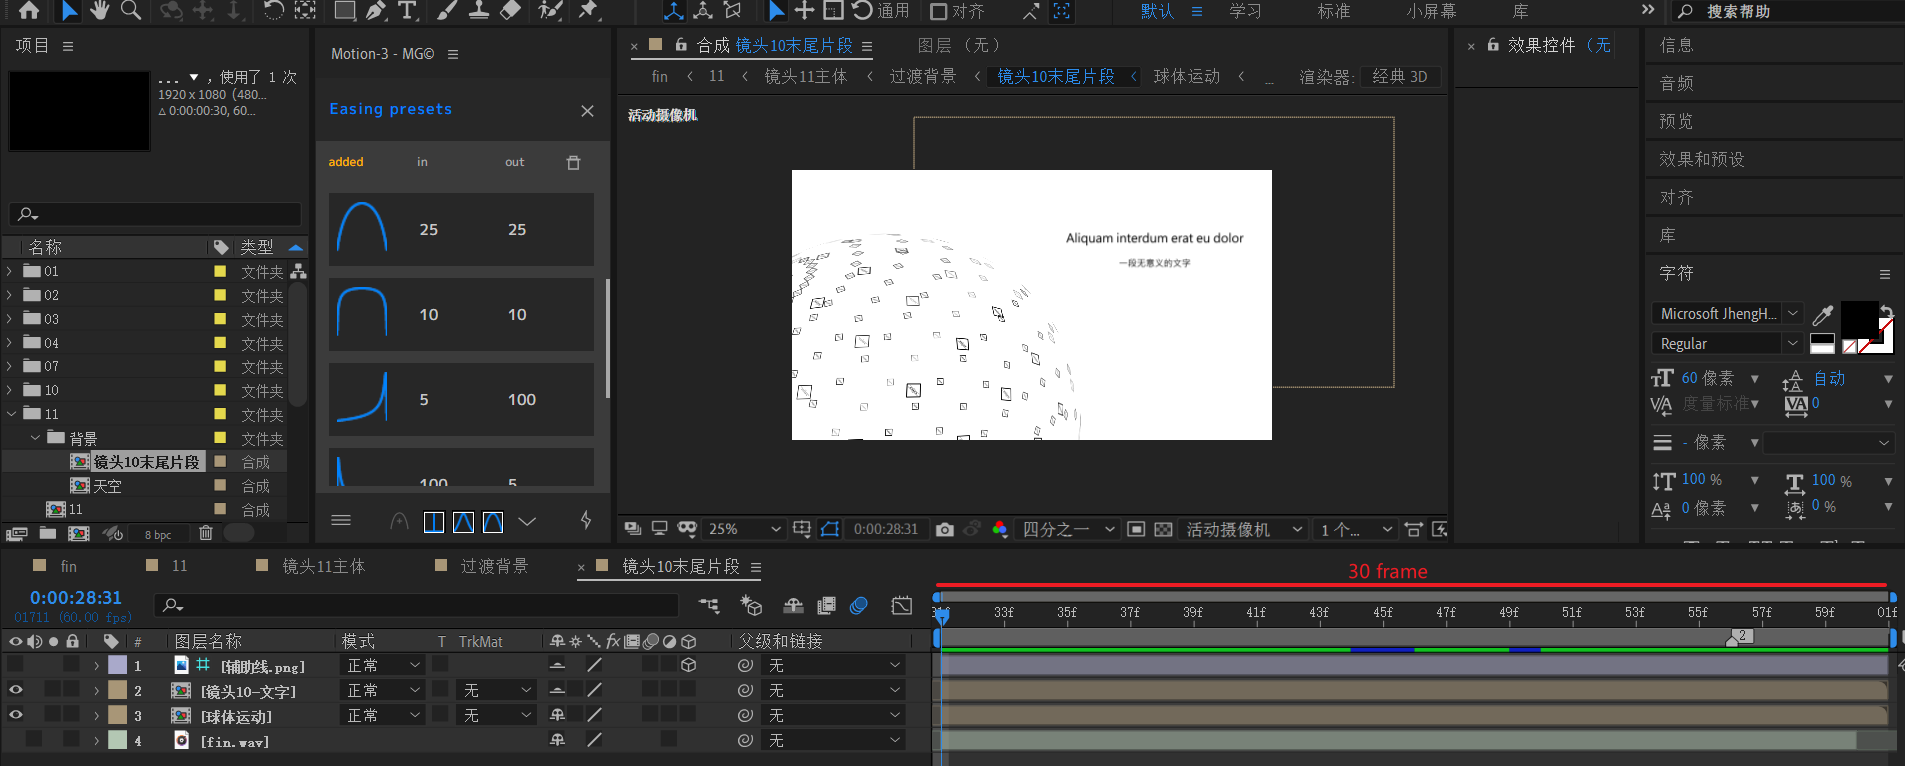 通用
对齐
默认
学习
标准
小屏幕
库
搜索帮助
项目
... ▼ ，使用了 1 次
1920 x 1080 (480...
△ 0:00:00:30, 60...
名称
类型
01
文件夹
02
文件夹
03
文件夹
04
文件夹
07
文件夹
10
文件夹
11
文件夹
背景
文件夹
镜头10末尾片段
合成
天空
合成
11
合成
8 bpc
Motion-3 - MG©
Easing presets
added in out
25 25
10 10
5 100
100 5
合成 镜头10末尾片段
图层 （无）
fin ‹ 11 ‹ 镜头11主体 ‹ 过渡背景 ‹ 镜头10末尾片段 ‹ 球体运动 ‹ ...
渲染器: 经典 3D
活动摄像机
Aliquam interdum erat eu dolor
一段无意义的文字
25%
0:00:28:31
四分之一
活动摄像机
1 个...
效果控件 （无
信息
音频
预览
效果和预设
对齐
库
字符
Microsoft JhengH...
Regular
60 像素
自动
度量标准
0
- 像素
100 %
100 %
0 像素
0 %
fin
11
镜头11主体
过渡背景
镜头10末尾片段
0:00:28:31
01711 (60.00 fps)
# 图层名称 模式 T TrkMat fx 父级和链接
1 [辅助线.png] 正常 无
2 [镜头10-文字] 正常 无 无
3 [球体运动] 正常 无 无
4 [fin.wav] 无
30 frame
33f 35f 37f 39f 41f 43f 45f 47f 49f 51f 53f 55f 57f 59f 01f
2